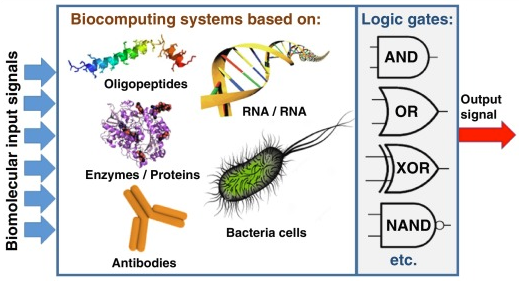 Biomolecular input signals
Biocomputing systems based on:
Oligopeptides
RNA / RNA
Enzymes / Proteins
Bacteria cells
Antibodies
Logic gates:
AND
OR
XOR
NAND
etc.
Output
signal